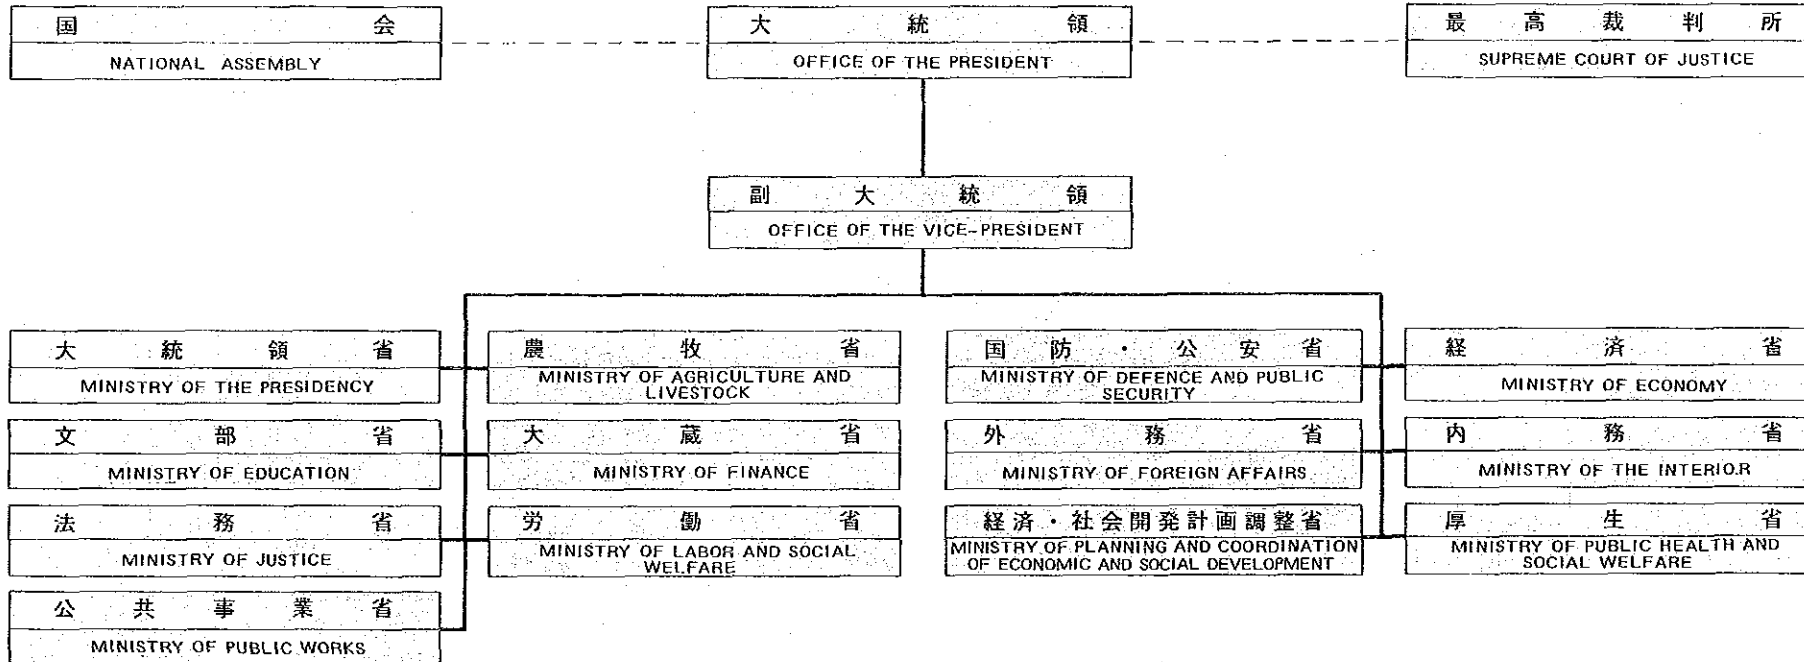 国会
NATIONAL ASSEMBLY
大統領
OFFICE OF THE PRESIDENT
最高裁判所
SUPREME COURT OF JUSTICE
副大統領
OFFICE OF THE VICE-PRESIDENT
大統領省
MINISTRY OF THE PRESIDENCY
農牧省
MINISTRY OF AGRICULTURE AND
LIVESTOCK
国防・公安省
MINISTRY OF DEFENCE AND PUBLIC
SECURITY
経済省
MINISTRY OF ECONOMY
文部省
MINISTRY OF EDUCATION
大蔵省
MINISTRY OF FINANCE
外務省
MINISTRY OF FOREIGN AFFAIRS
内務省
MINISTRY OF THE INTERIOR
法務省
MINISTRY OF JUSTICE
労働省
MINISTRY OF LABOR AND SOCIAL
WELFARE
経済・社会開発計画調整省
MINISTRY OF PLANNING AND COORDINATION
OF ECONOMIC AND SOCIAL DEVELOPMENT
厚生省
MINISTRY OF PUBLIC HEALTH AND
SOCIAL WELFARE
公共事業省
MINISTRY OF PUBLIC WORKS